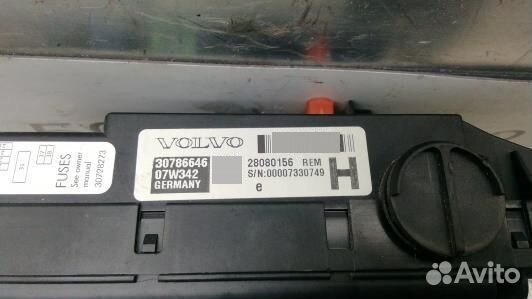 VOLVO
30786646
07W342
GERMANY
28080156 REM
S/N:00007330749
e
H
FUSES
See owner
manual
30728273
Avito